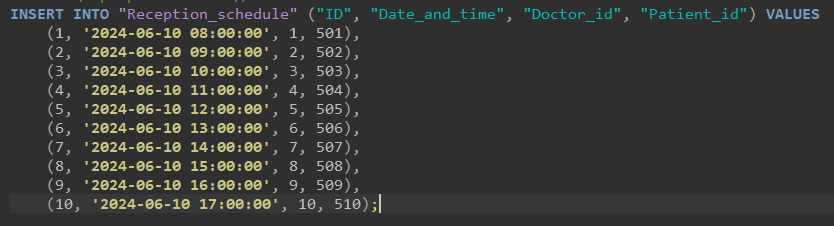 INSERT INTO "Reception_schedule" ("ID", "Date_and_time", "Doctor_id", "Patient_id") VALUES
(1, '2024-06-10 08:00:00', 1, 501),
(2, '2024-06-10 09:00:00', 2, 502),
(3, '2024-06-10 10:00:00', 3, 503),
(4, '2024-06-10 11:00:00', 4, 504),
(5, '2024-06-10 12:00:00', 5, 505),
(6, '2024-06-10 13:00:00', 6, 506),
(7, '2024-06-10 14:00:00', 7, 507),
(8, '2024-06-10 15:00:00', 8, 508),
(9, '2024-06-10 16:00:00', 9, 509),
(10, '2024-06-10 17:00:00', 10, 510);